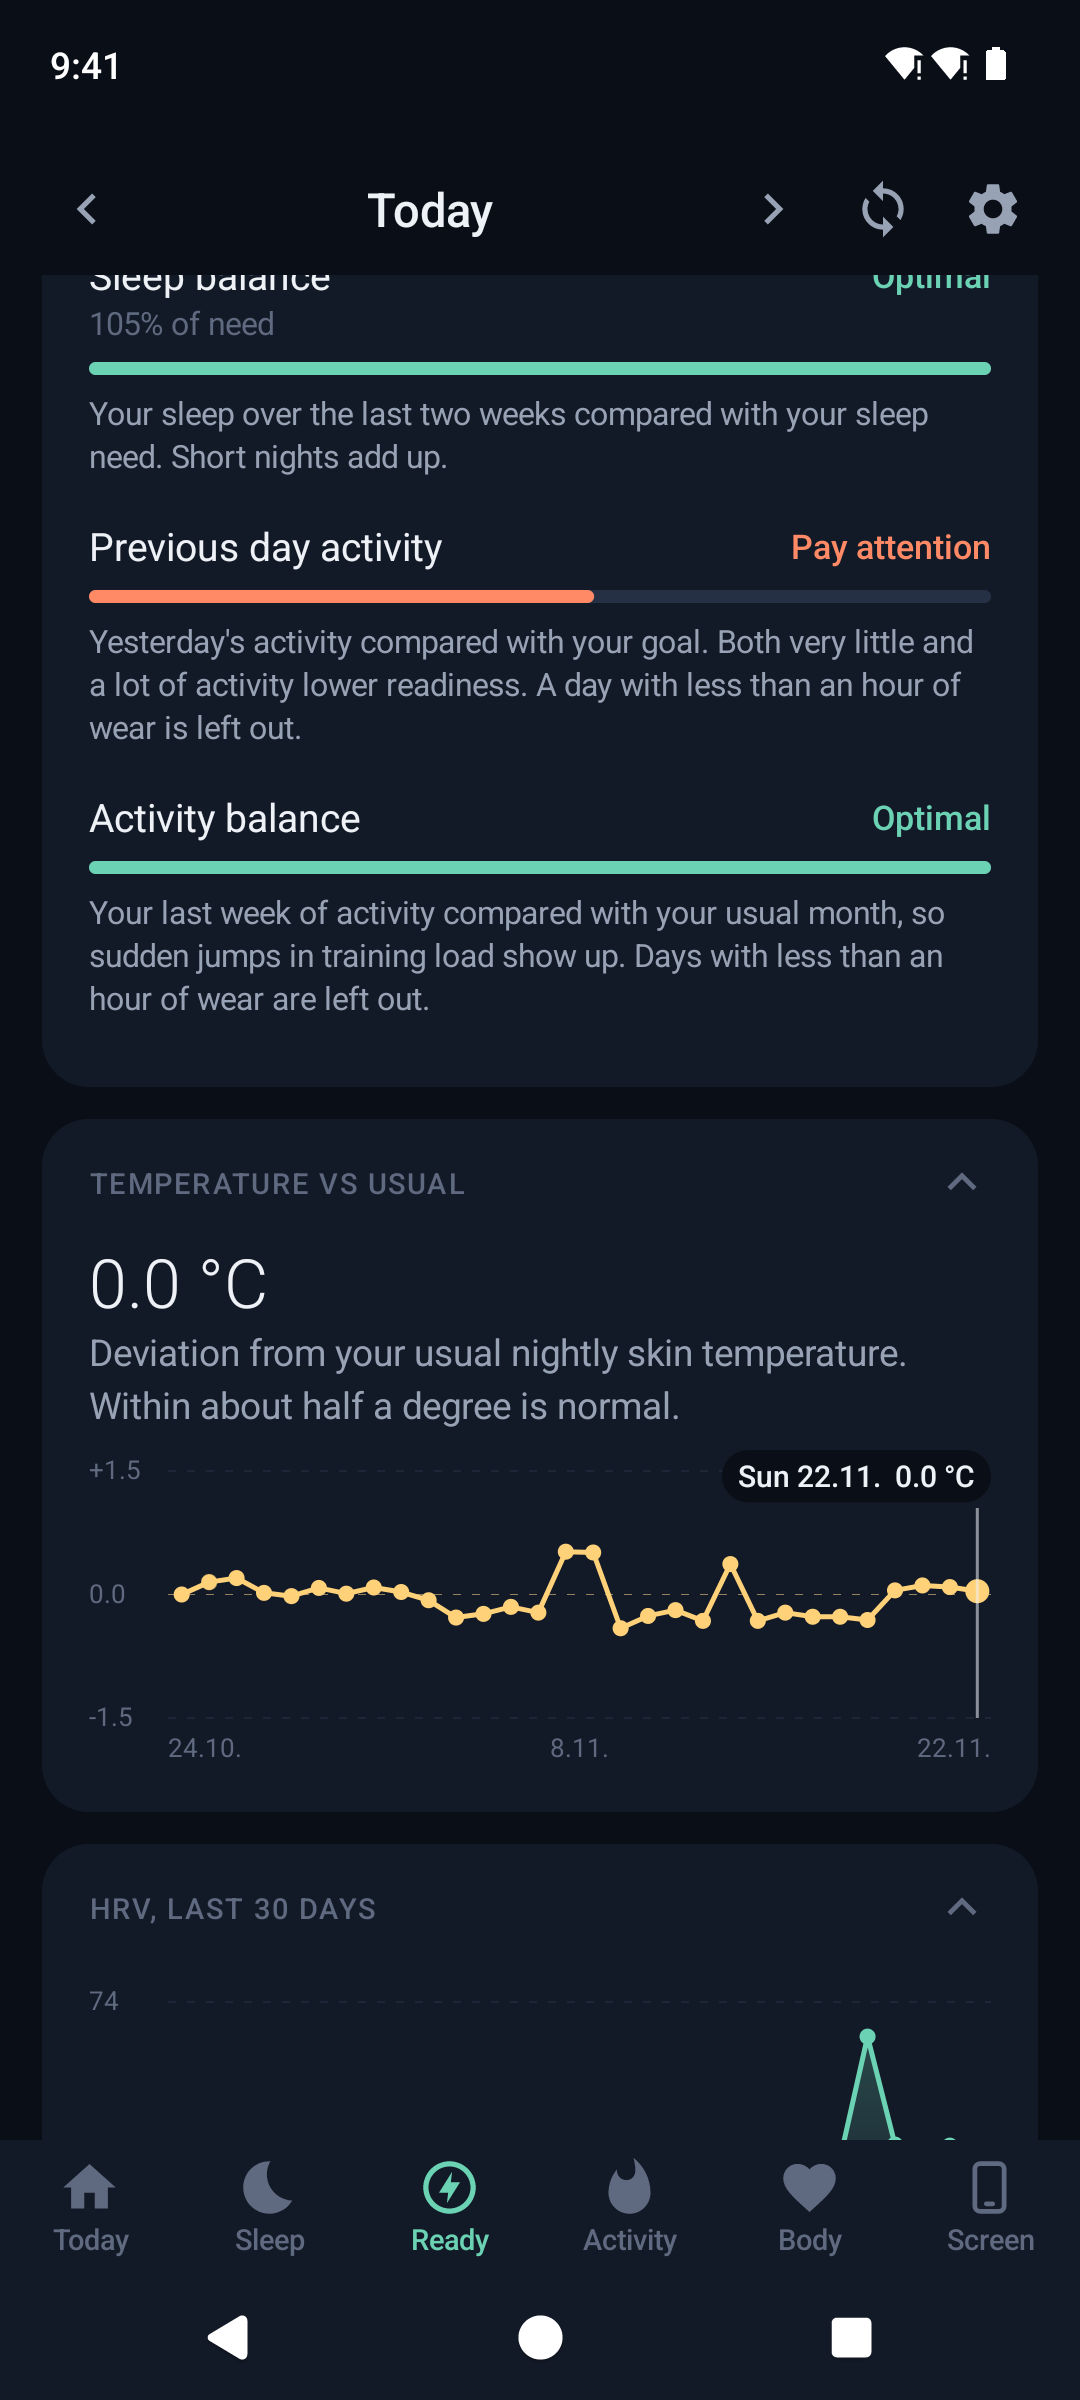 9:41
Today
Sleep balance
Optimal
105% of need
Your sleep over the last two weeks compared with your sleep
need. Short nights add up.
Previous day activity
Pay attention
Yesterday's activity compared with your goal. Both very little and
a lot of activity lower readiness. A day with less than an hour of
wear is left out.
Activity balance
Optimal
Your last week of activity compared with your usual month, so
sudden jumps in training load show up. Days with less than an
hour of wear are left out.
TEMPERATURE VS USUAL
0.0 °C
Deviation from your usual nightly skin temperature.
Within about half a degree is normal.
+1.5
Sun 22.11. 0.0 °C
0.0
-1.5
24.10.
8.11.
22.11.
HRV, LAST 30 DAYS
74
Today
Sleep
Ready
Activity
Body
Screen